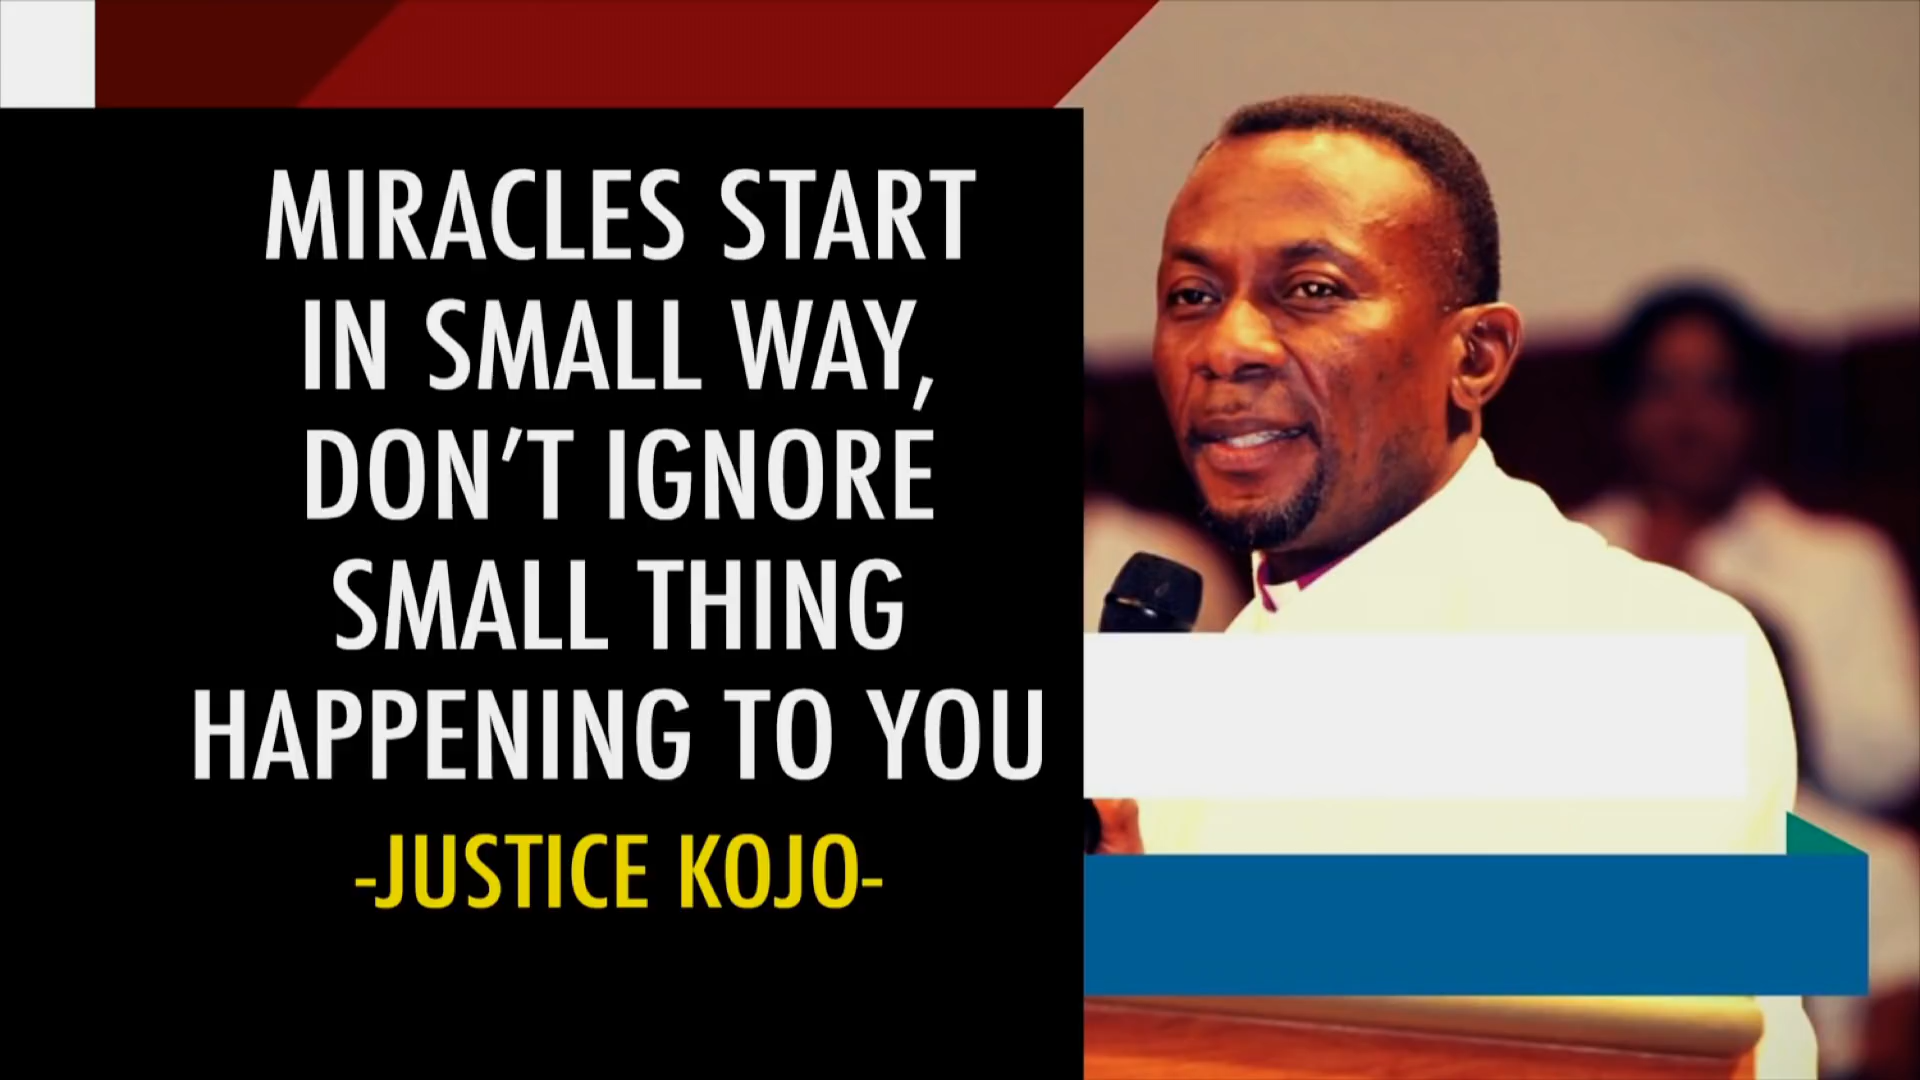 MIRACLES START
IN SMALL WAY,
DON’T IGNORE
SMALL THING
HAPPENING TO YOU
-JUSTICE KOJO-